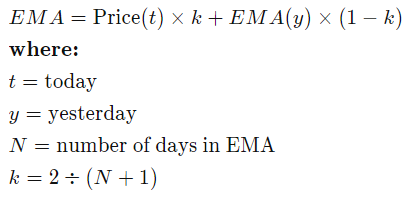 EMA = Price(t) × k + EMA(y) × (1 − k)
where:
t = today
y = yesterday
N = number of days in EMA
k = 2 ÷ (N + 1)